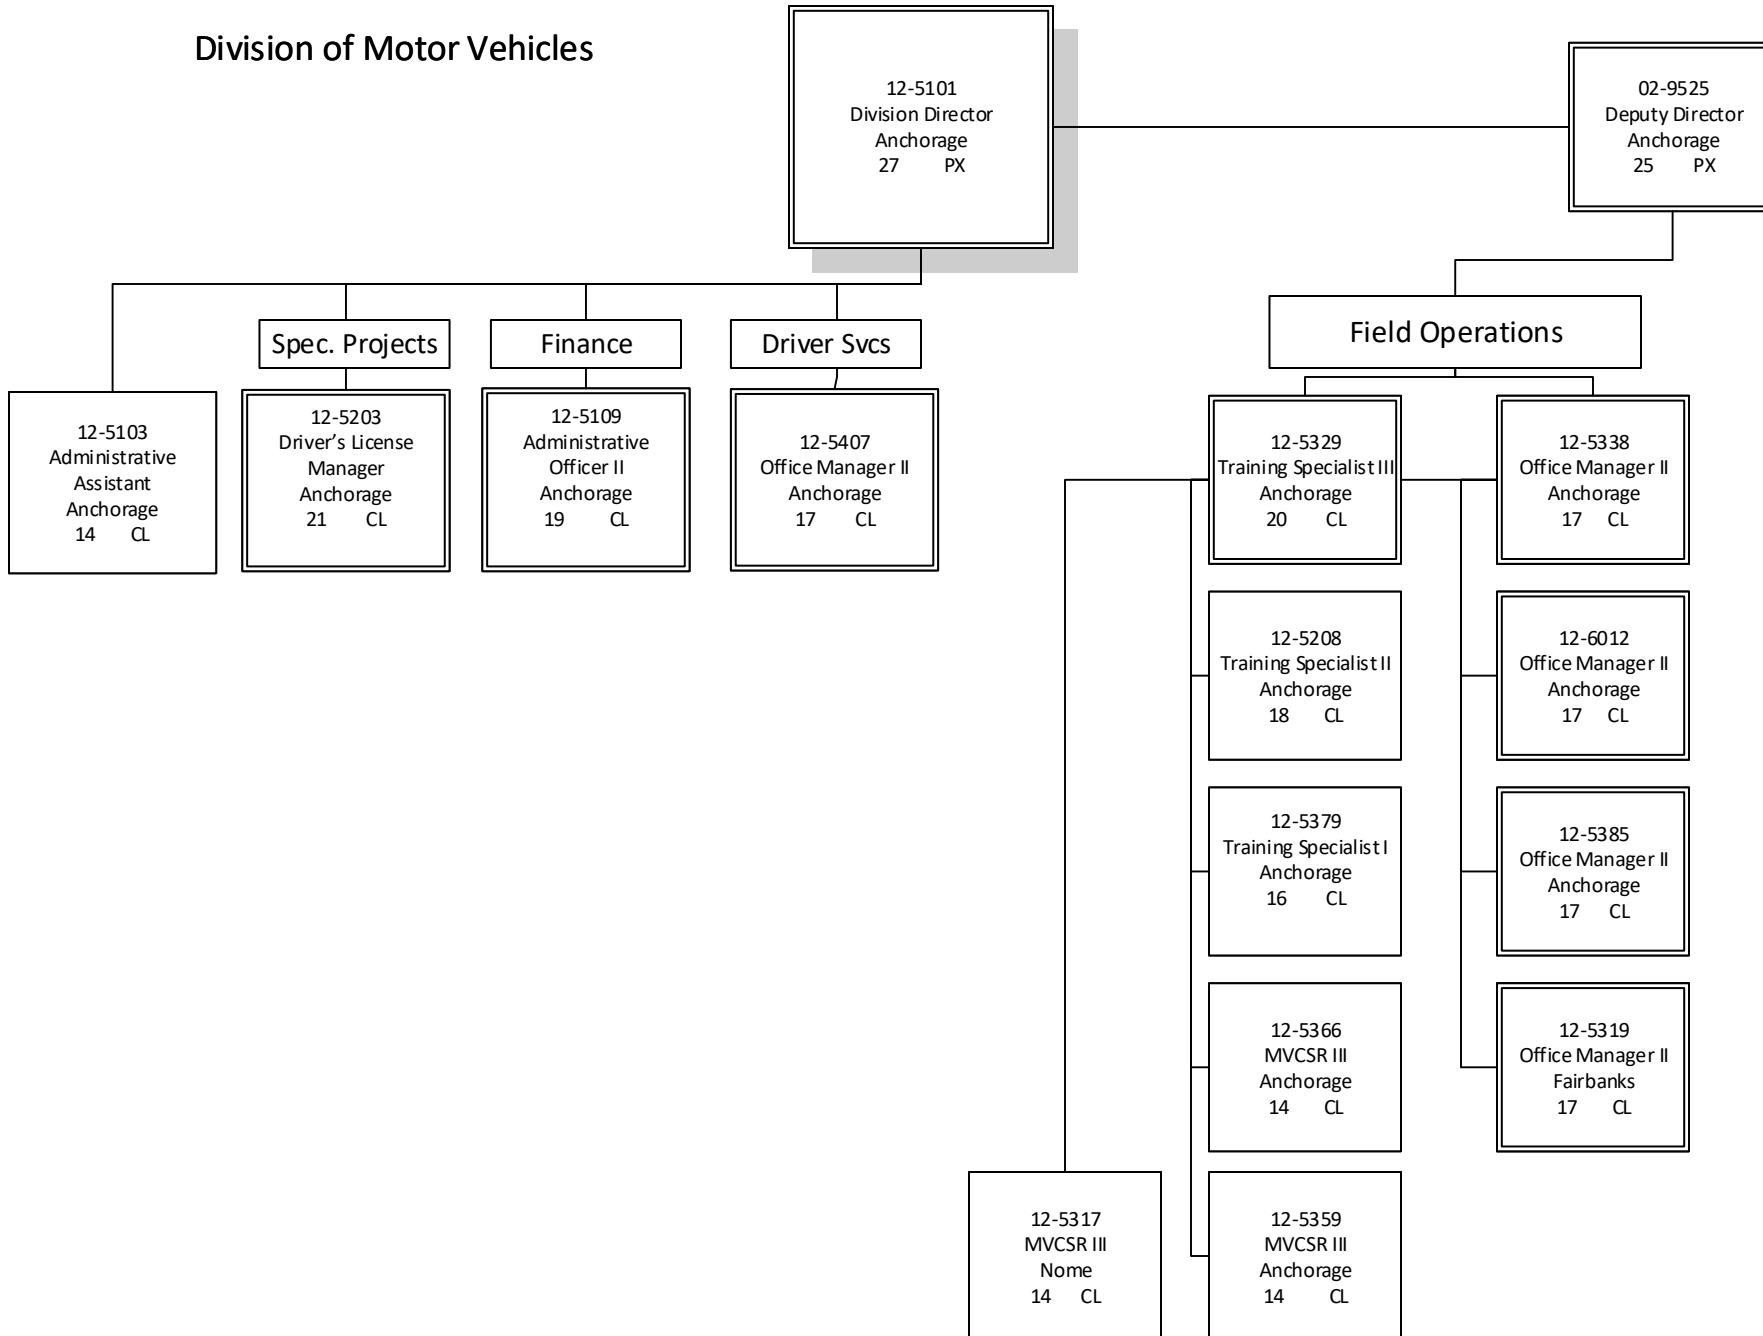 Division of Motor Vehicles
12-5101
Division Director
Anchorage
27 PX
02-9525
Deputy Director
Anchorage
25 PX
Spec. Projects
Finance
Driver Svcs
Field Operations
12-5103
Administrative
Assistant
Anchorage
14 CL
12-5203
Driver’s License
Manager
Anchorage
21 CL
12-5109
Administrative
Officer II
Anchorage
19 CL
12-5407
Office Manager II
Anchorage
17 CL
12-5329
Training Specialist III
Anchorage
20 CL
12-5338
Office Manager II
Anchorage
17 CL
12-5208
Training Specialist II
Anchorage
18 CL
12-6012
Office Manager II
Anchorage
17 CL
12-5379
Training Specialist I
Anchorage
16 CL
12-5385
Office Manager II
Anchorage
17 CL
12-5366
MVCSR III
Anchorage
14 CL
12-5319
Office Manager II
Fairbanks
17 CL
12-5317
MVCSR III
Nome
14 CL
12-5359
MVCSR III
Anchorage
14 CL